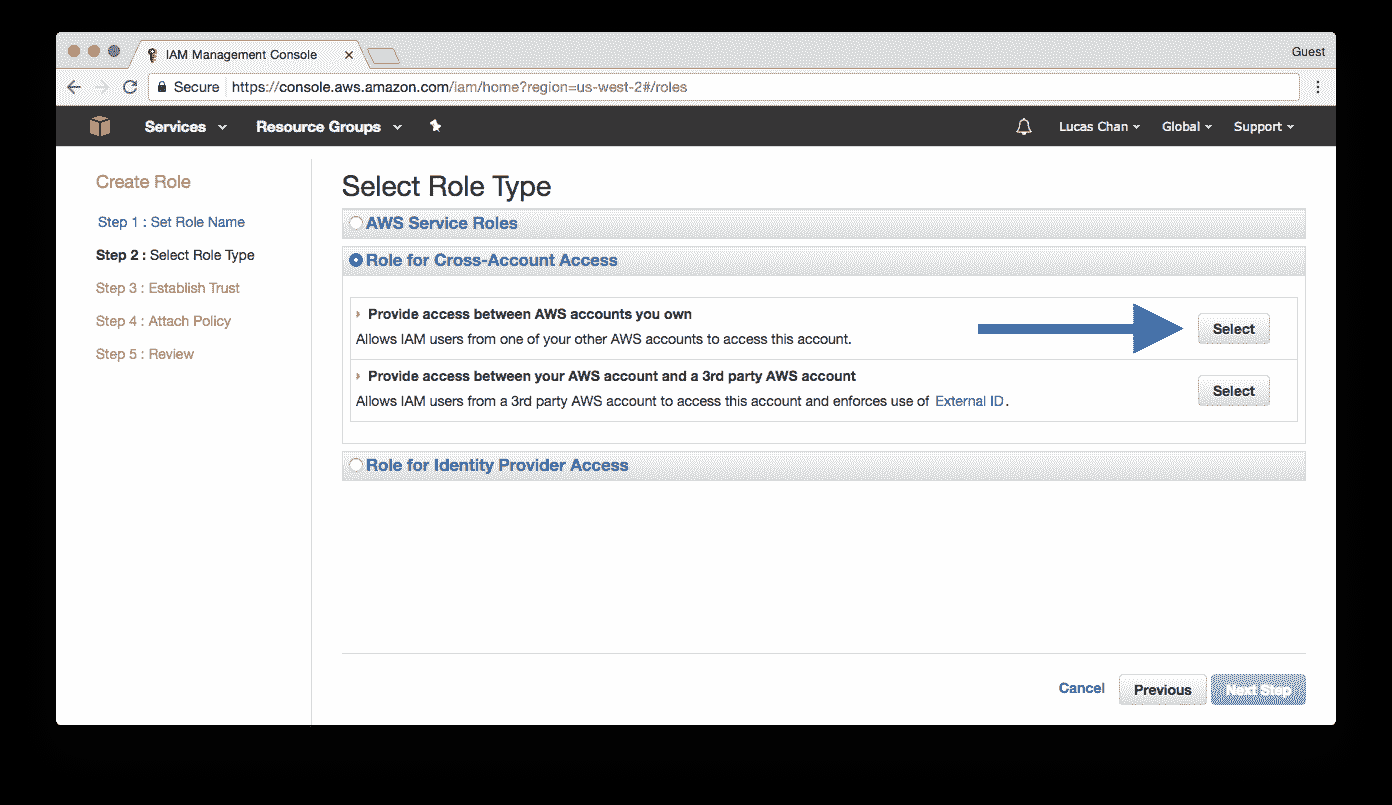 IAM Management Console
Guest
Secure https://console.aws.amazon.com/iam/home?region=us-west-2#/roles
Services Resource Groups Lucas Chan Global Support
Create Role
Step 1 : Set Role Name
Step 2 : Select Role Type
Step 3 : Establish Trust
Step 4 : Attach Policy
Step 5 : Review
Select Role Type
AWS Service Roles
Role for Cross-Account Access
Provide access between AWS accounts you own
Allows IAM users from one of your other AWS accounts to access this account.
Select
Provide access between your AWS account and a 3rd party AWS account
Allows IAM users from a 3rd party AWS account to access this account and enforces use of External ID.
Select
Role for Identity Provider Access
Cancel Previous Next Step